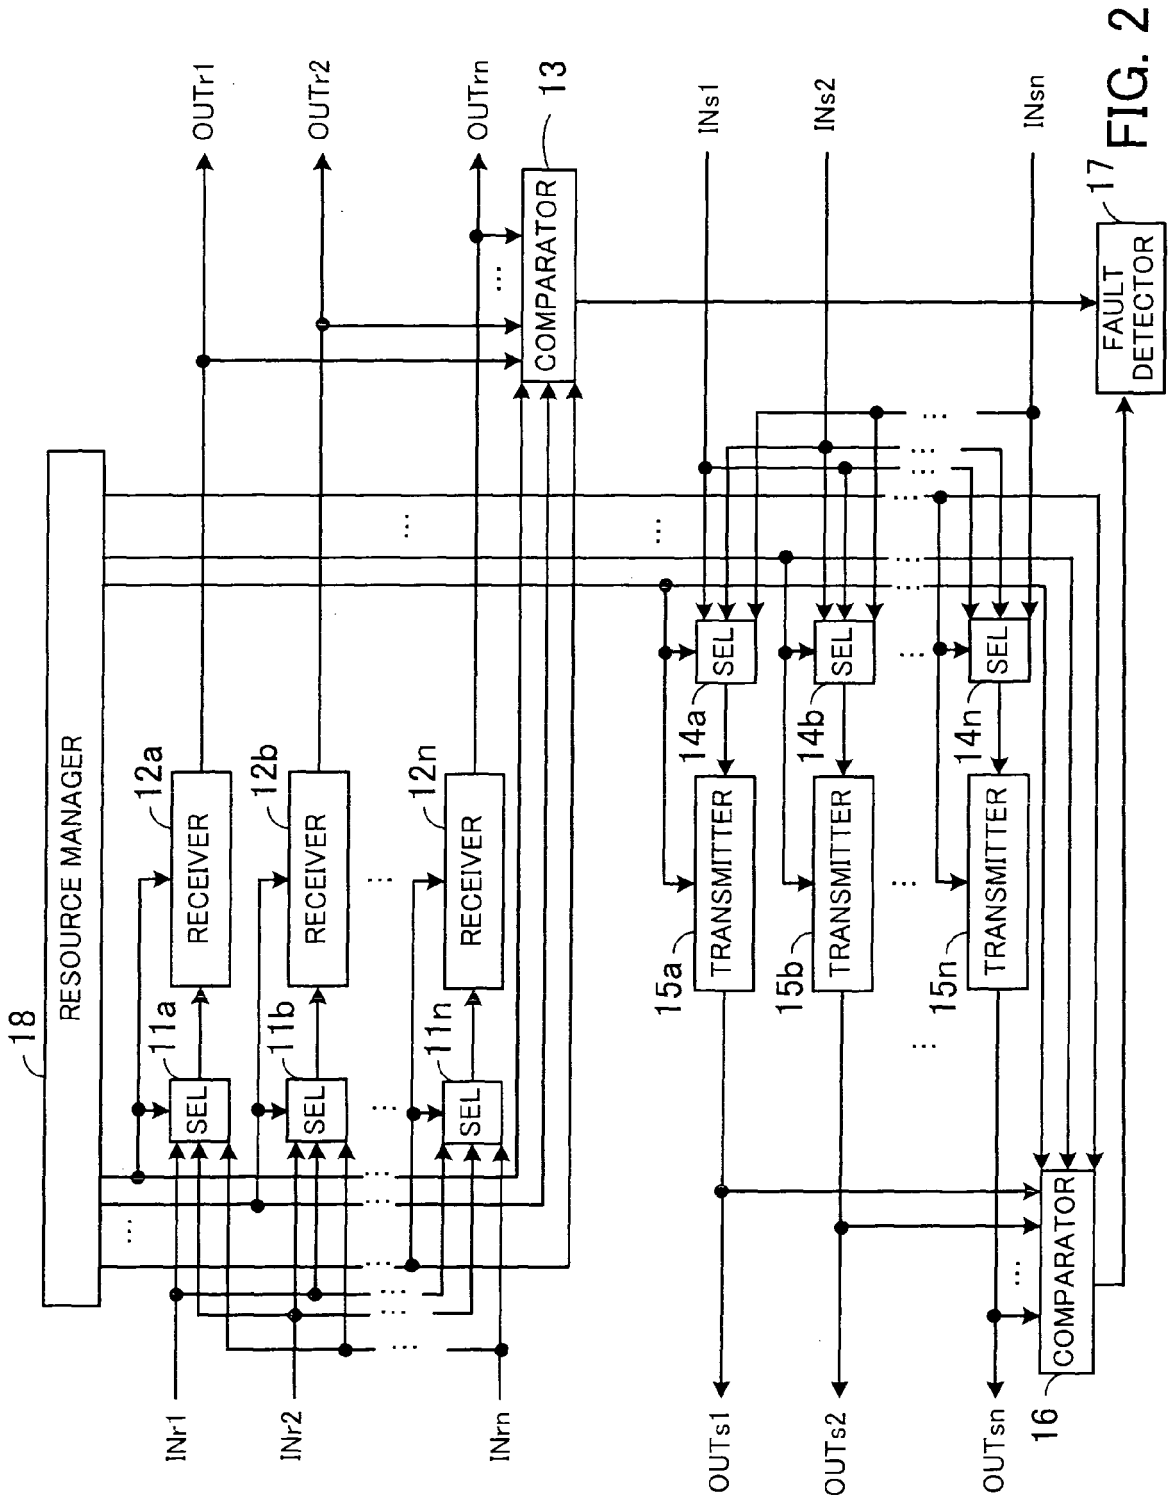 18
RESOURCE MANAGER
INr1
INr2
INrn
11a
SEL
11b
SEL
11n
SEL
...
12a
RECEIVER
12b
RECEIVER
12n
RECEIVER
...
OUTr1
OUTr2
OUTrn
13
COMPARATOR
...
INs1
INs2
INsn
14a
SEL
14b
SEL
14n
SEL
...
15a
TRANSMITTER
15b
TRANSMITTER
15n
TRANSMITTER
...
OUTs1
OUTs2
OUTsn
16
COMPARATOR
...
17
FAULT
DETECTOR
FIG. 2